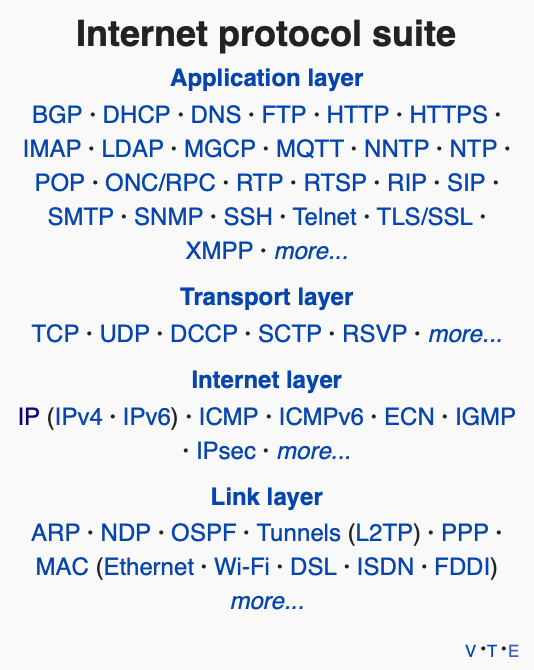 Internet protocol suite
Application layer
BGP · DHCP · DNS · FTP · HTTP · HTTPS ·
IMAP · LDAP · MGCP · MQTT · NNTP · NTP ·
POP · ONC/RPC · RTP · RTSP · RIP · SIP ·
SMTP · SNMP · SSH · Telnet · TLS/SSL ·
XMPP · more...
Transport layer
TCP · UDP · DCCP · SCTP · RSVP · more...
Internet layer
IP (IPv4 · IPv6) · ICMP · ICMPv6 · ECN · IGMP
· IPsec · more...
Link layer
ARP · NDP · OSPF · Tunnels (L2TP) · PPP ·
MAC (Ethernet · Wi-Fi · DSL · ISDN · FDDI)
more...
V · T · E